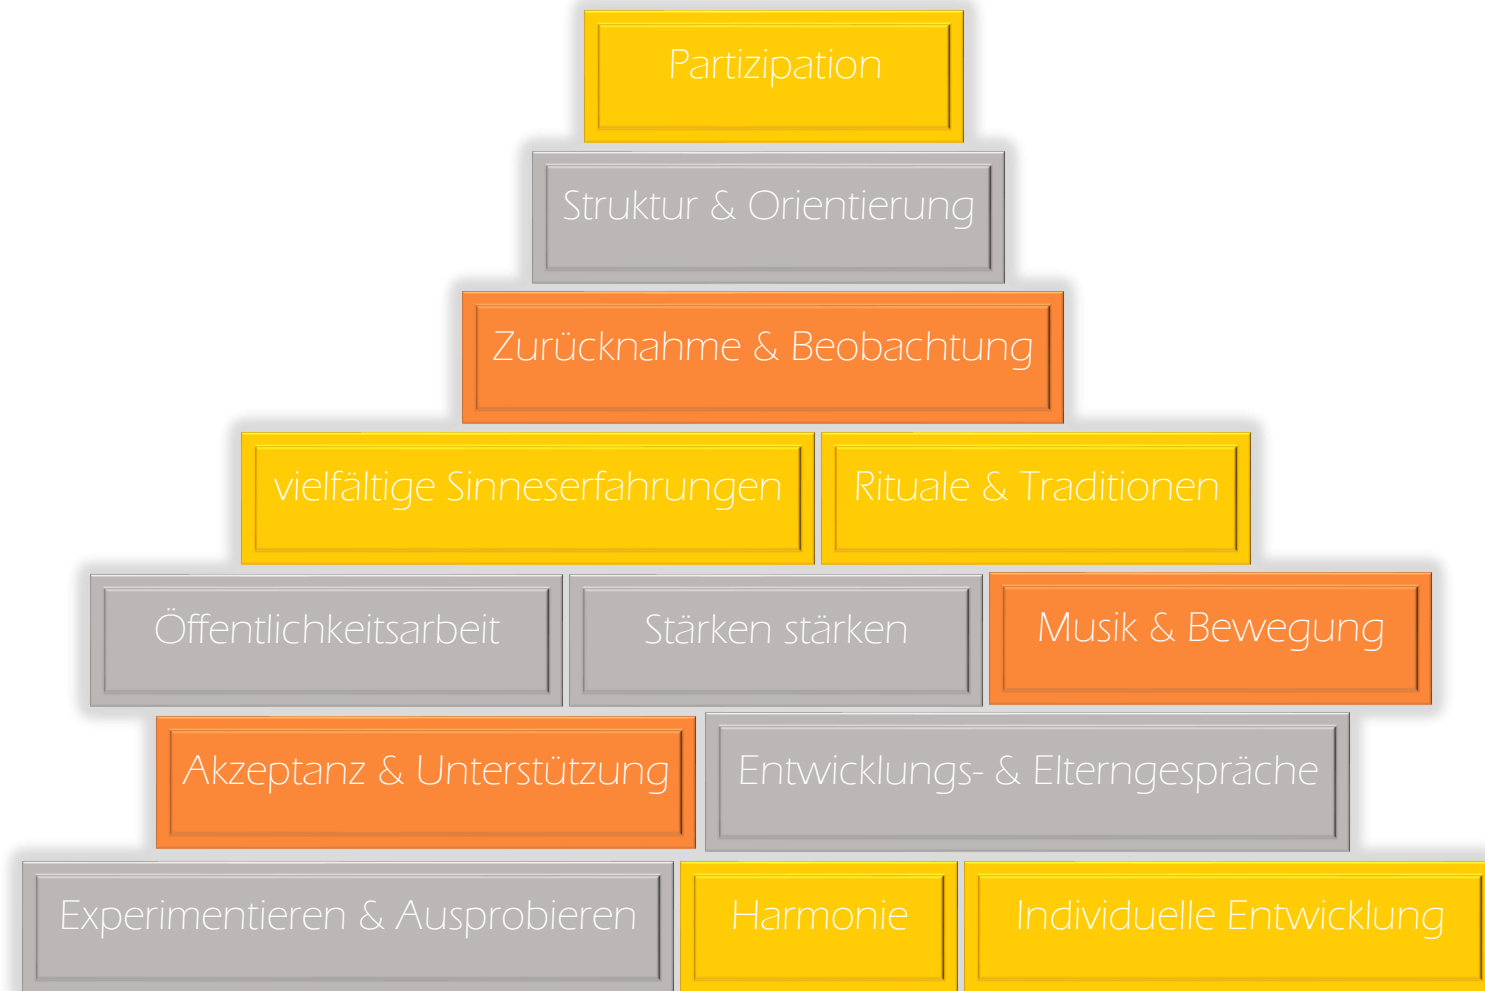 Partizipation
Struktur & Orientierung
Zurücknahme & Beobachtung
vielfältige Sinneserfahrungen
Rituale & Traditionen
Öffentlichkeitsarbeit
Stärken stärken
Musik & Bewegung
Akzeptanz & Unterstützung
Entwicklungs- & Elterngespräche
Experimentieren & Ausprobieren
Harmonie
Individuelle Entwicklung